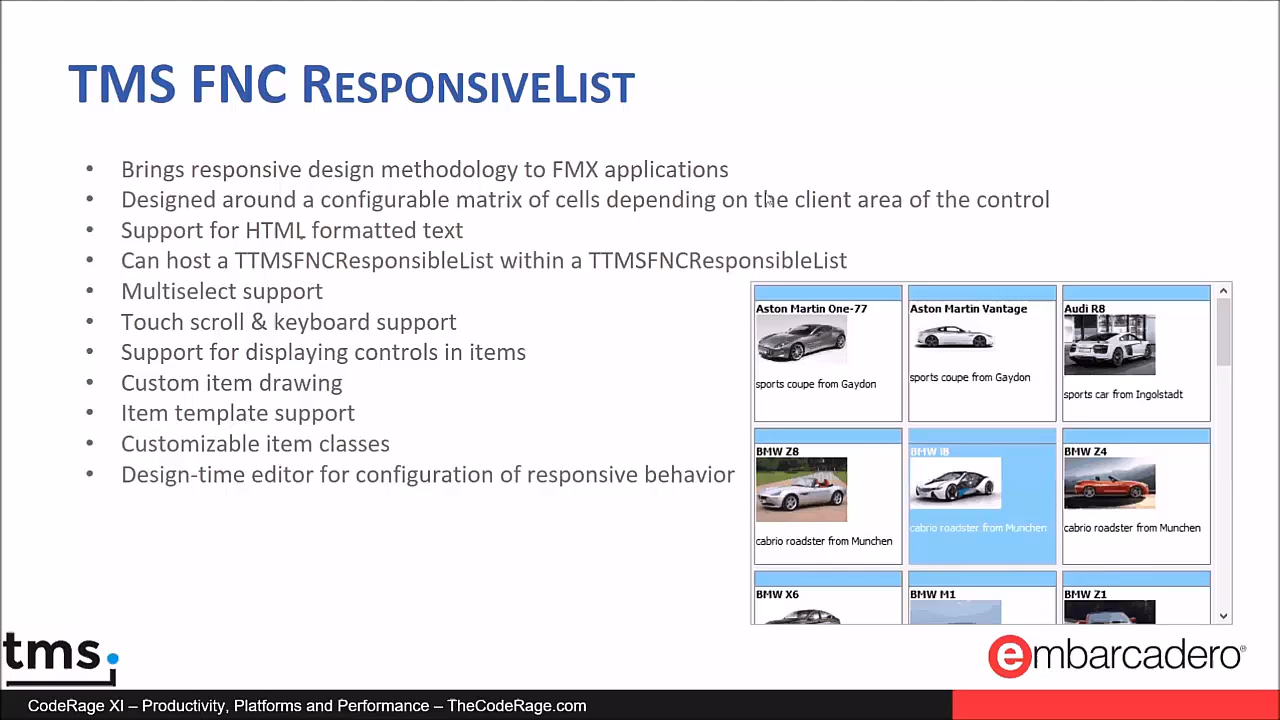 TMS FNC RESPONSIVELIST
• Brings responsive design methodology to FMX applications
• Designed around a configurable matrix of cells depending on the client area of the control
• Support for HTML formatted text
• Can host a TTMSFNCResponsibleList within a TTMSFNCResponsibleList
• Multiselect support
• Touch scroll & keyboard support
• Support for displaying controls in items
• Custom item drawing
• Item template support
• Customizable item classes
• Design-time editor for configuration of responsive behavior
Aston Martin One-77
sports coupe from Gaydon
Aston Martin Vantage
sports coupe from Gaydon
Audi R8
sports car from Ingolstadt
BMW Z8
cabrio roadster from Munchen
BMW i8
cabrio roadster from Munchen
BMW Z4
cabrio roadster from Munchen
BMW X6
BMW M1
BMW Z1
tms.
embarcadero®
CodeRage XI – Productivity, Platforms and Performance – TheCodeRage.com